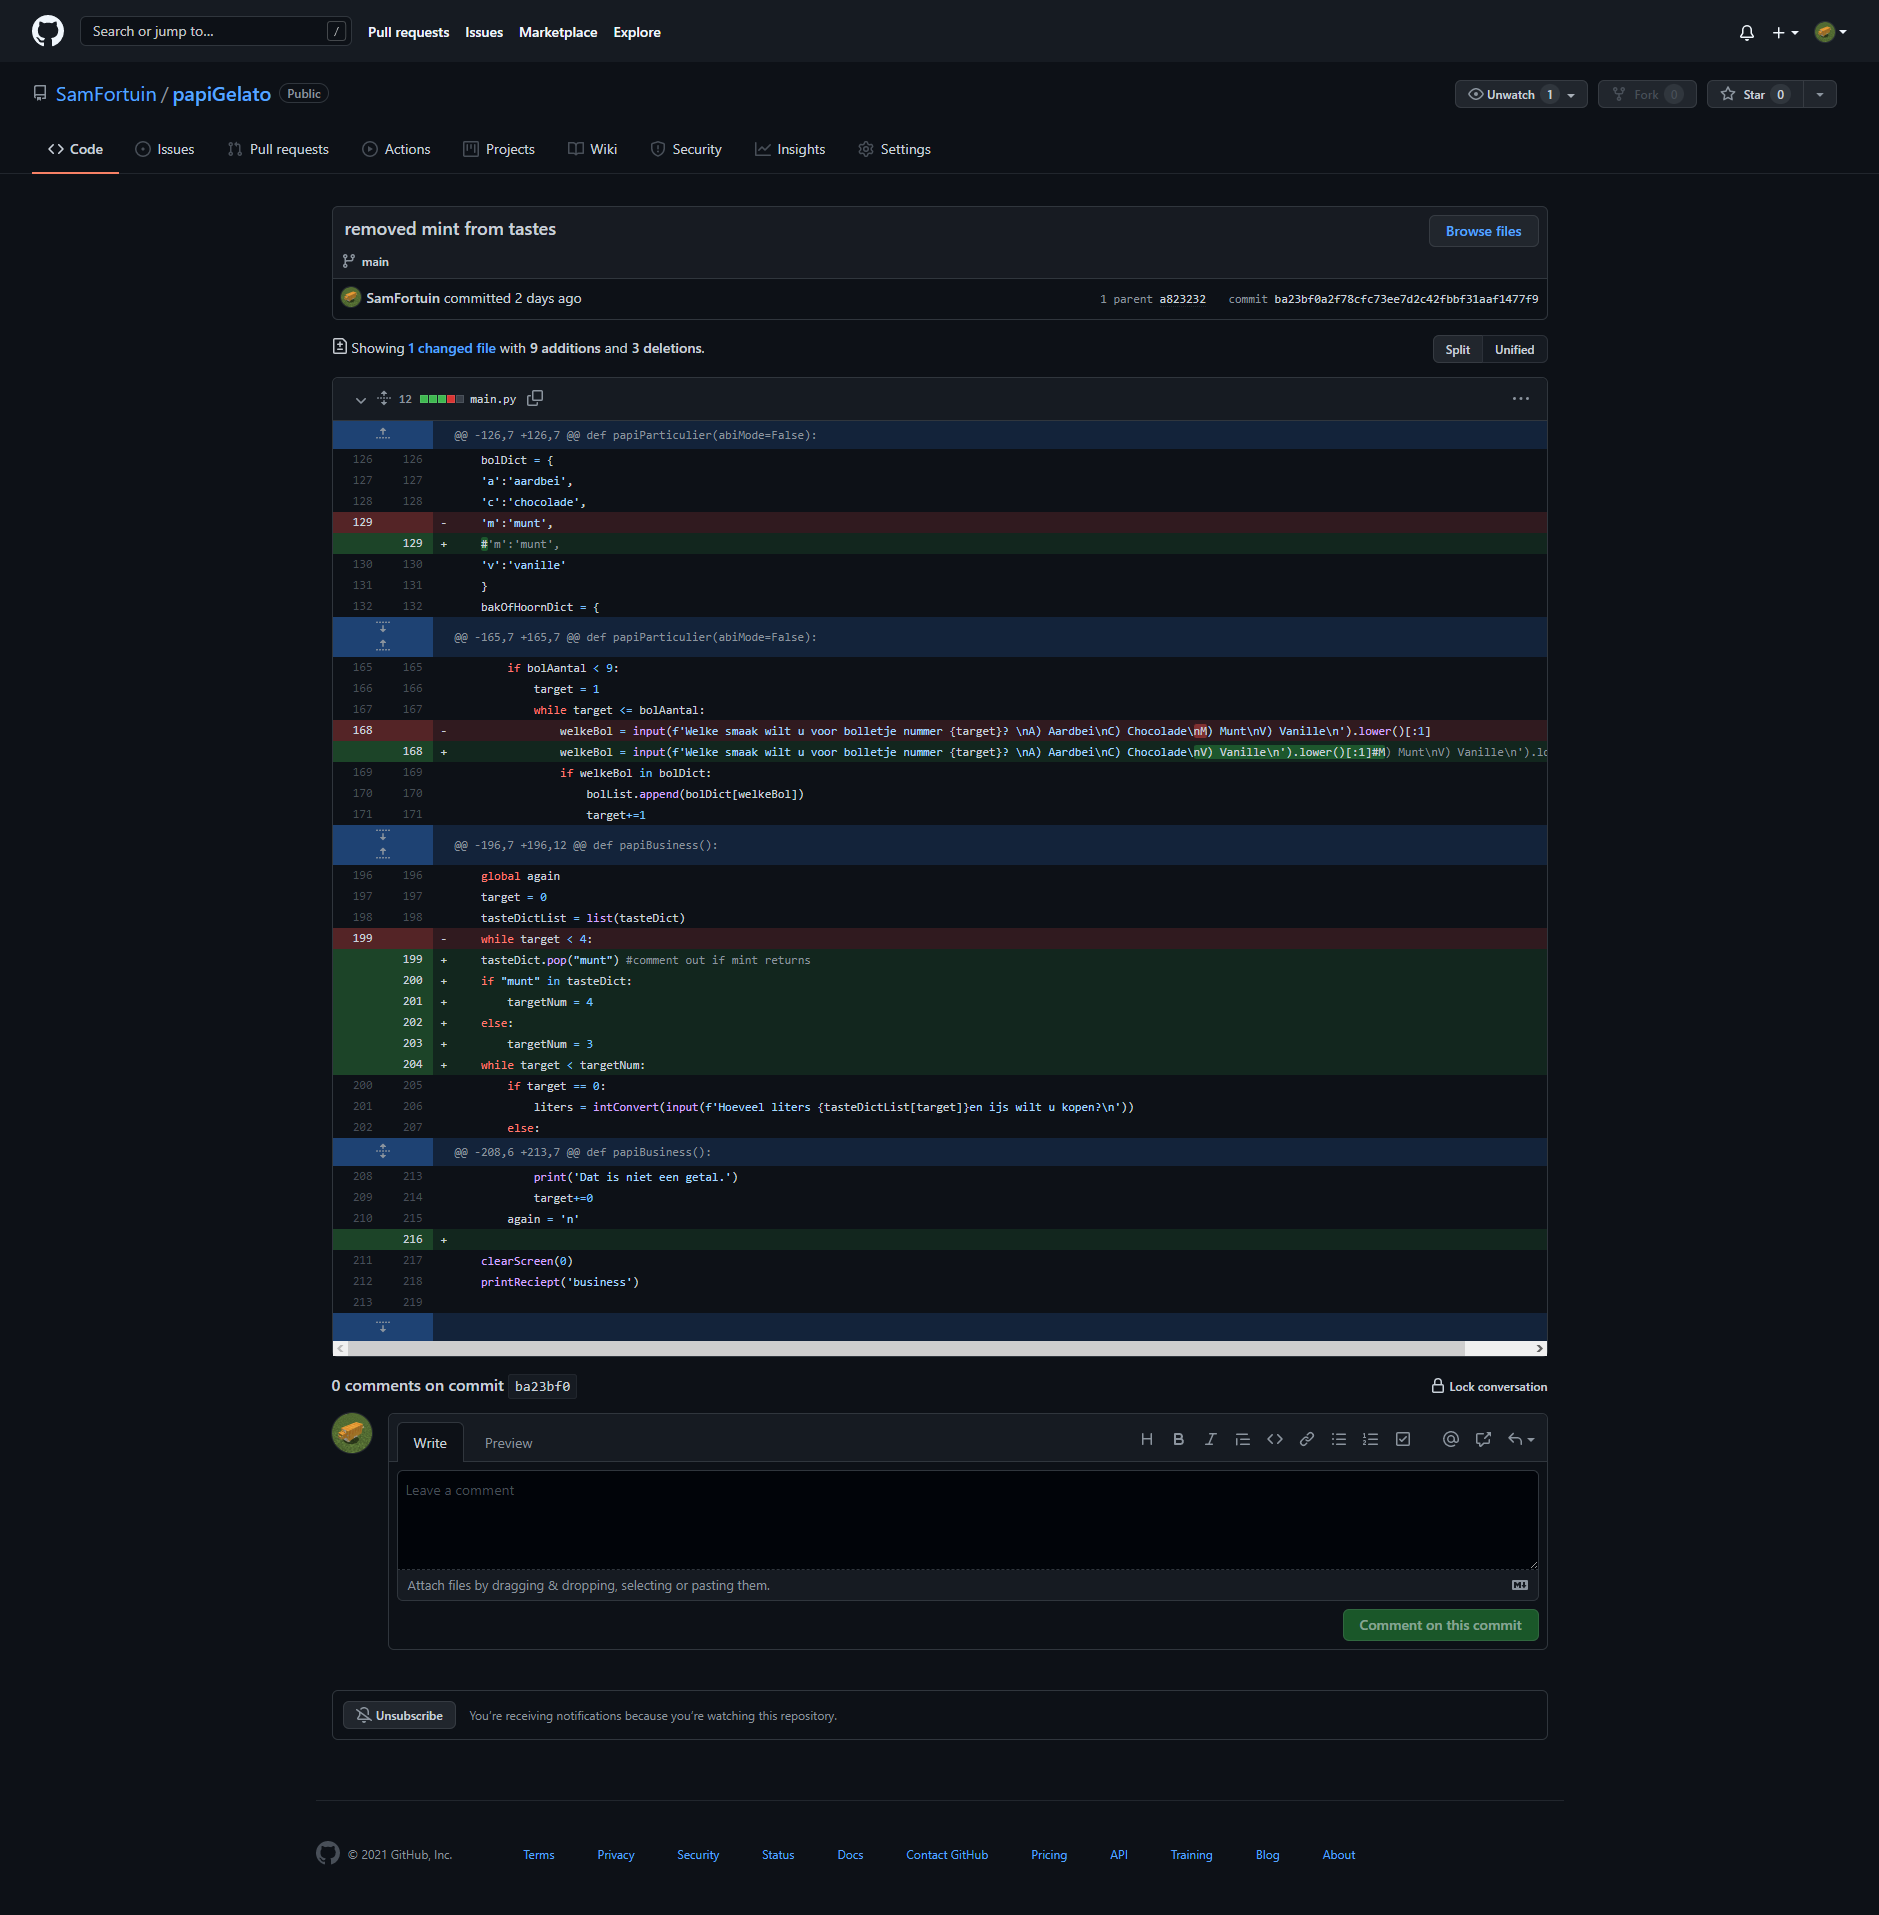 Search or jump to... /
Pull requests Issues Marketplace Explore
SamFortuin / papiGelato Public
Unwatch 1 Fork 0 Star 0
Code Issues Pull requests Actions Projects Wiki Security Insights Settings
removed mint from tastes
Browse files
main
SamFortuin committed 2 days ago
1 parent a823232 commit ba23bf0a2f78cfc73ee7d2c42fbbf31aaf1477f9
Showing 1 changed file with 9 additions and 3 deletions.
Split Unified
12 main.py
@@ -126,7 +126,7 @@ def papiParticulier(abiMode=False):
126 126 bolDict = {
127 127 'a':'aardbei',
128 128 'c':'chocolade',
129 - 'm':'munt',
129 + #'m':'munt',
130 130 'v':'vanille'
131 131 }
132 132 bakOfHoornDict = {
@@ -165,7 +165,7 @@ def papiParticulier(abiMode=False):
165 165 if bolAantal < 9:
166 166 target = 1
167 167 while target <= bolAantal:
168 - welkeBol = input(f'Welke smaak wilt u voor bolletje nummer {target}? \nA) Aardbei\nC) Chocolade\nM) Munt\nV) Vanille\n').lower()[:1]
168 + welkeBol = input(f'Welke smaak wilt u voor bolletje nummer {target}? \nA) Aardbei\nC) Chocolade\nV) Vanille\n').lower()[:1]#M) Munt\nV) Vanille\n').lo
169 169 if welkeBol in bolDict:
170 170 bolList.append(bolDict[welkeBol])
171 171 target+=1
@@ -196,7 +196,12 @@ def papiBusiness():
196 196 global again
197 197 target = 0
198 198 tasteDictList = list(tasteDict)
199 - while target < 4:
199 + tasteDict.pop("munt") #comment out if mint returns
200 + if "munt" in tasteDict:
201 + targetNum = 4
202 + else:
203 + targetNum = 3
204 + while target < targetNum:
200 205 if target == 0:
201 206 liters = intConvert(input(f'Hoeveel liters {tasteDictList[target]}en ijs wilt u kopen?\n'))
202 207 else:
@@ -208,6 +213,7 @@ def papiBusiness():
208 213 print('Dat is niet een getal.')
209 214 target+=0
210 215 again = 'n'
216 +
211 217 clearScreen(0)
212 218 printReciept('business')
213 219
0 comments on commit ba23bf0
Lock conversation
Write Preview
Leave a comment
Attach files by dragging & dropping, selecting or pasting them.
Comment on this commit
Unsubscribe You're receiving notifications because you're watching this repository.
© 2021 GitHub, Inc. Terms Privacy Security Status Docs Contact GitHub Pricing API Training Blog About